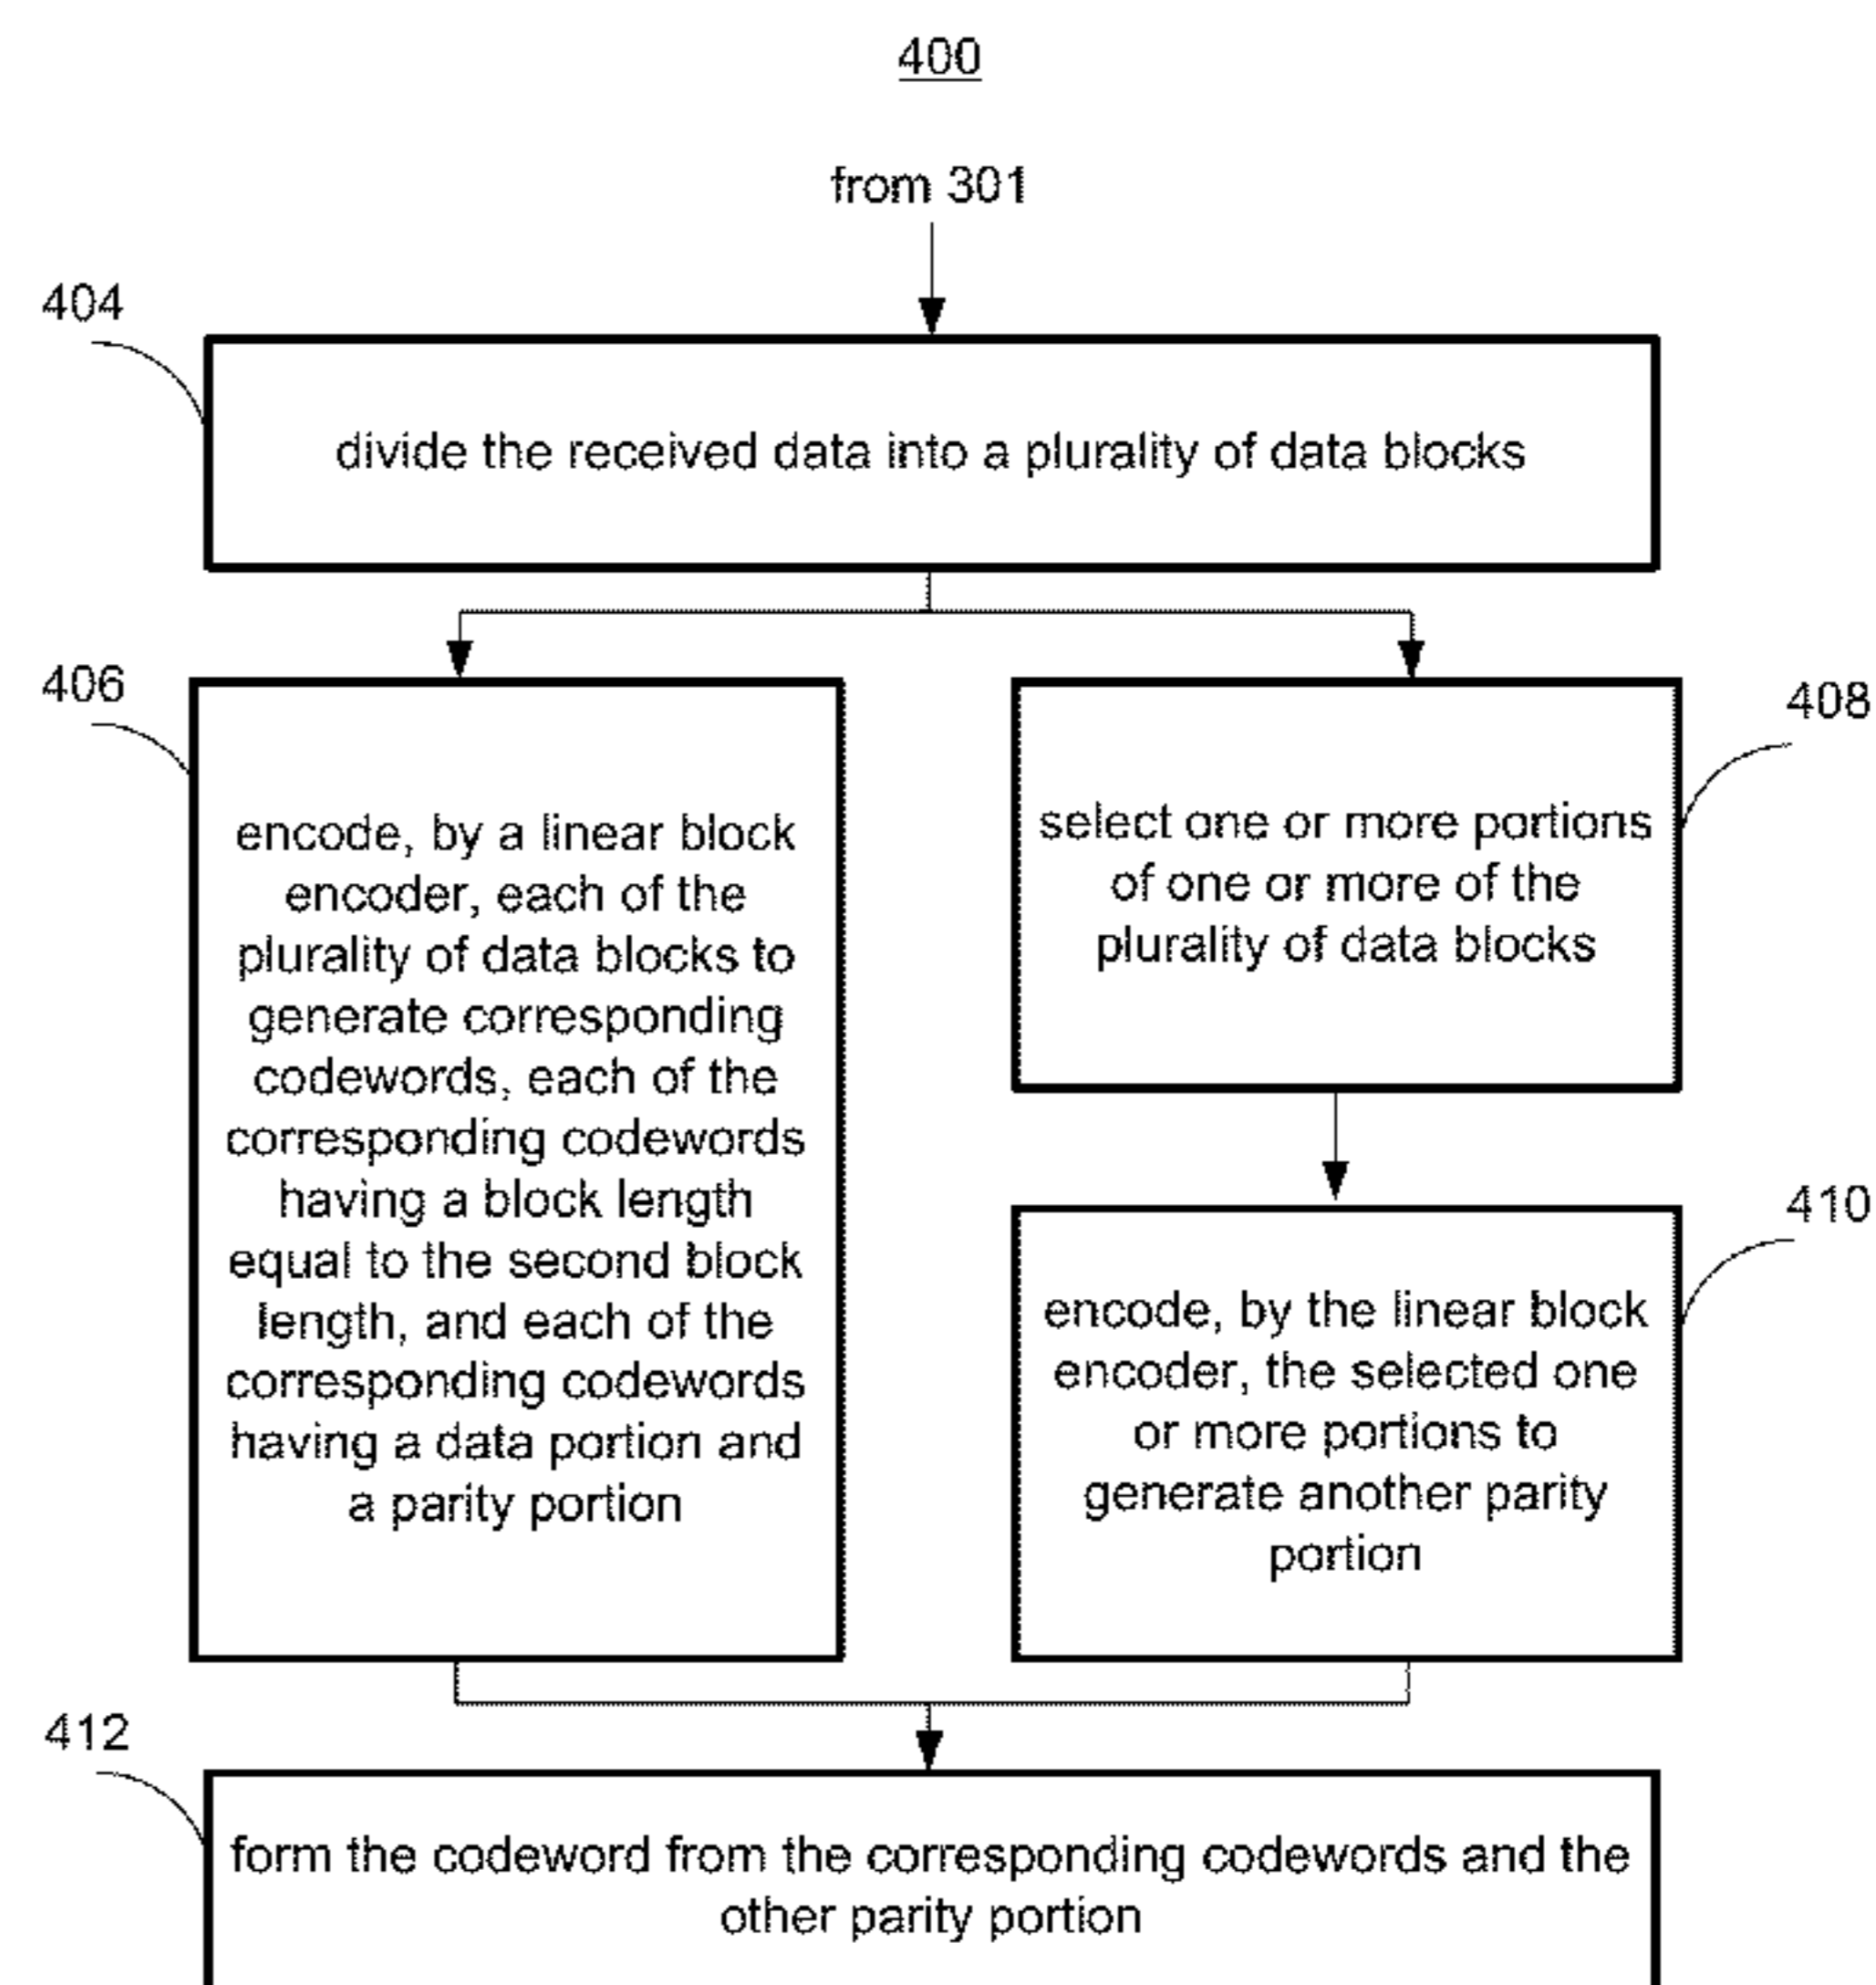 400
from 301
404
divide the received data into a plurality of data blocks
406
encode, by a linear block
encoder, each of the
plurality of data blocks to
generate corresponding
codewords, each of the
corresponding codewords
having a block length
equal to the second block
length, and each of the
corresponding codewords
having a data portion and
a parity portion
408
select one or more portions
of one or more of the
plurality of data blocks
410
encode, by the linear block
encoder, the selected one
or more portions to
generate another parity
portion
412
form the codeword from the corresponding codewords and the
other parity portion